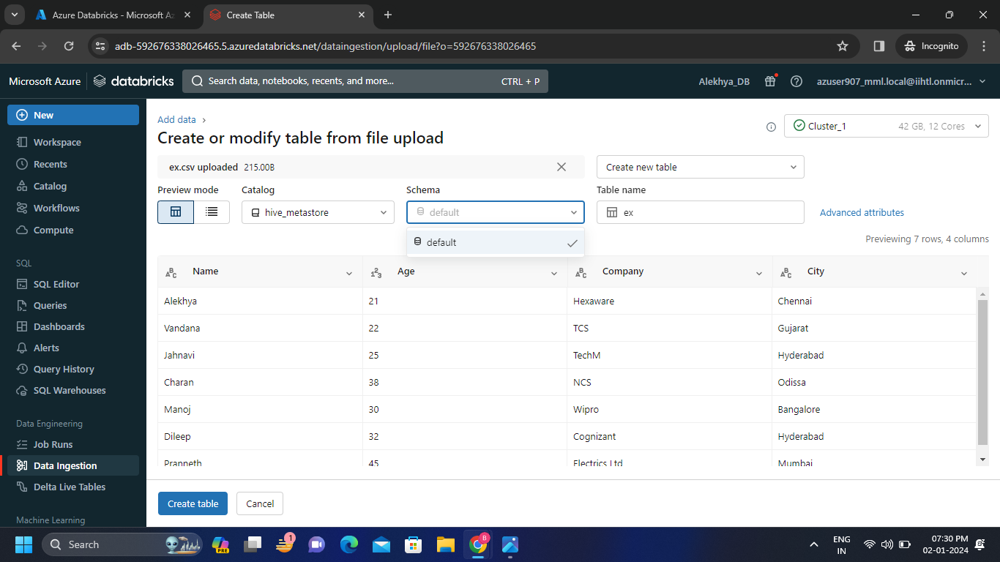 Azure Databricks - Microsoft Az
Create Table
adb-592676338026465.5.azuredatabricks.net/dataingestion/upload/file?o=592676338026465
Incognito
Microsoft Azure
databricks
Search data, notebooks, recents, and more...
CTRL + P
Alekhya_DB
azuser907_mml.local@iihtl.onmicr...
New
Workspace
Recents
Catalog
Workflows
Compute
SQL
SQL Editor
Queries
Dashboards
Alerts
Query History
SQL Warehouses
Data Engineering
Job Runs
Data Ingestion
Delta Live Tables
Machine Learning
Add data ›
Create or modify table from file upload
Cluster_1 42 GB, 12 Cores
ex.csv uploaded 215.00B
Create new table
Preview mode Catalog Schema Table name
hive_metastore default ex Advanced attributes
default
Previewing 7 rows, 4 columns
Name Age Company City
Alekhya 21 Hexaware Chennai
Vandana 22 TCS Gujarat
Jahnavi 25 TechM Hyderabad
Charan 38 NCS Odissa
Manoj 30 Wipro Bangalore
Dileep 32 Cognizant Hyderabad
Pranneth 45 Electrics Ltd Mumbai
Create table Cancel
Search
PRE
1
8
ENG
IN
07:30 PM
02-01-2024